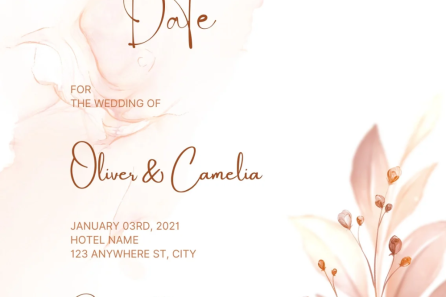 Date
FOR
THE WEDDING OF
Oliver & Camelia
JANUARY 03RD, 2021
HOTEL NAME
123 ANYWHERE ST, CITY